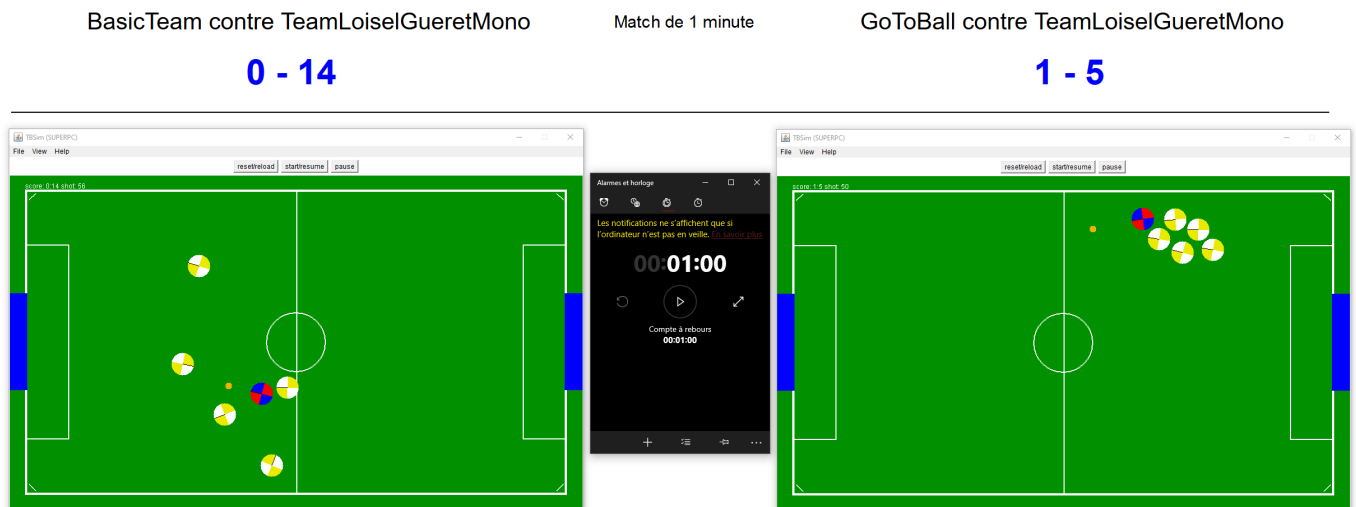 BasicTeam contre TeamLoiselGueretMono
Match de 1 minute
GoToBall contre TeamLoiselGueretMono
0 - 14
1 - 5
TBSim (SUPERPC)
File View Help
reset/reload start/resume pause
score: 0:14 shot: 56
Alarmes et horloge
Les notifications ne s'affichent que si
l'ordinateur n'est pas en veille. En savoir plus
00:01:00
Compte à rebours
00:01:00
TBSim (SUPERPC)
File View Help
reset/reload start/resume pause
score: 1:5 shot: 50